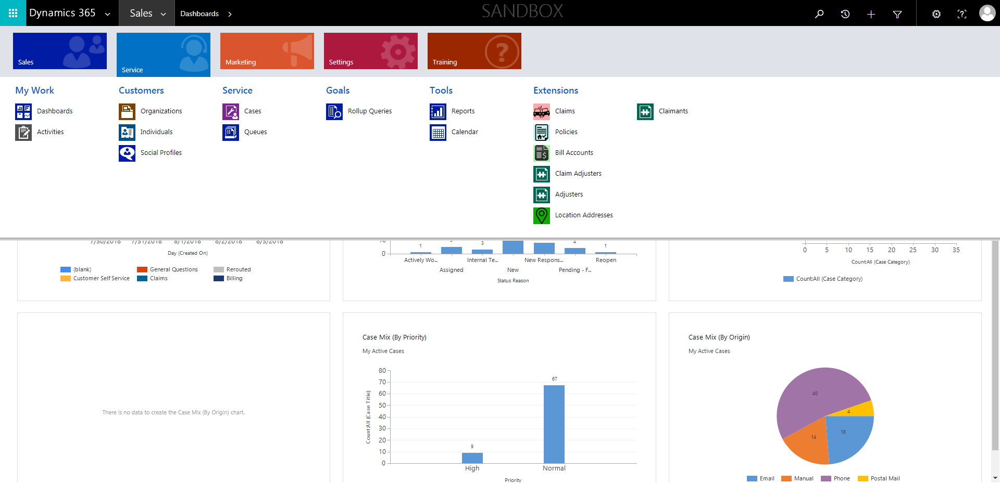 Dynamics 365
Sales
Dashboards
SANDBOX
Sales
Service
Marketing
Settings
Training
?
My Work
Dashboards
Activities
Customers
Organizations
Individuals
Social Profiles
Service
Cases
Queues
Goals
Rollup Queries
Tools
Reports
Calendar
Extensions
Claims
Policies
Bill Accounts
Claim Adjusters
Adjusters
Location Addresses
Claimants
7/30/2018 7/31/2018 8/1/2018 8/2/2018 8/3/2018
Day (Created On)
(blank) General Questions Rerouted
Customer Self Service Claims Billing
10
0
1 3 4 1
Actively Wo... Internal Te... New Respons... Reopen
Assigned New Pending - F...
Status Reason
0 5 10 15 20 25 30 35
Count:All (Case Category)
Count:All (Case Category)
There is no data to create the Case Mix (By Origin) chart.
Case Mix (By Priority)
My Active Cases
Count:All (Case Title)
80
70
60
50
40
30
20
10
0
9
67
High Normal
Priority
Case Mix (By Origin)
My Active Cases
40
4
18
14
Email Manual Phone Postal Mail